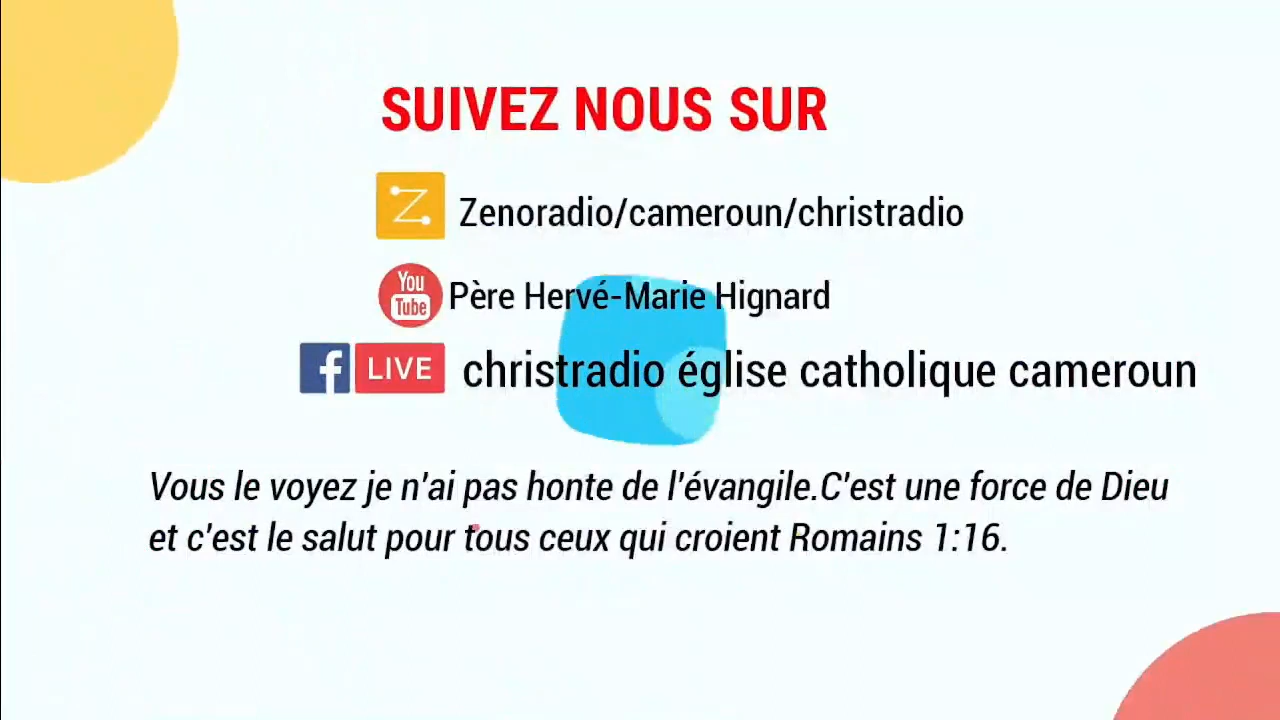 SUIVEZ NOUS SUR
Zenoradio/cameroun/christradio
You
Tube
Père Hervé-Marie Hignard
f LIVE christradio église catholique cameroun
Vous le voyez je n'ai pas honte de l'évangile.C'est une force de Dieu
et c'est le salut pour tous ceux qui croient Romains 1:16.